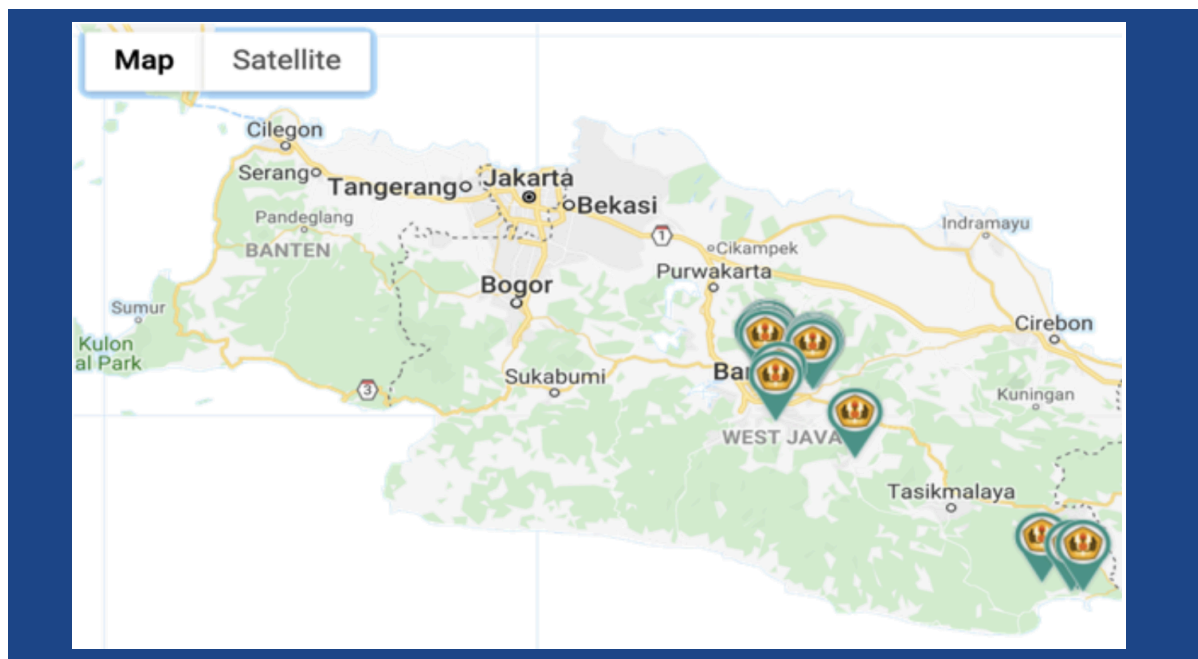 Map Satellite
Cilegon
Serang
Tangerang
Jakarta
Bekasi
Pandeglang
BANTEN
1
Indramayu
Cikampek
Purwakarta
Bogor
Sumur
Kulon
al Park
Cirebon
Sukabumi
3
Kuningan
WEST JAVA
Tasikmalaya